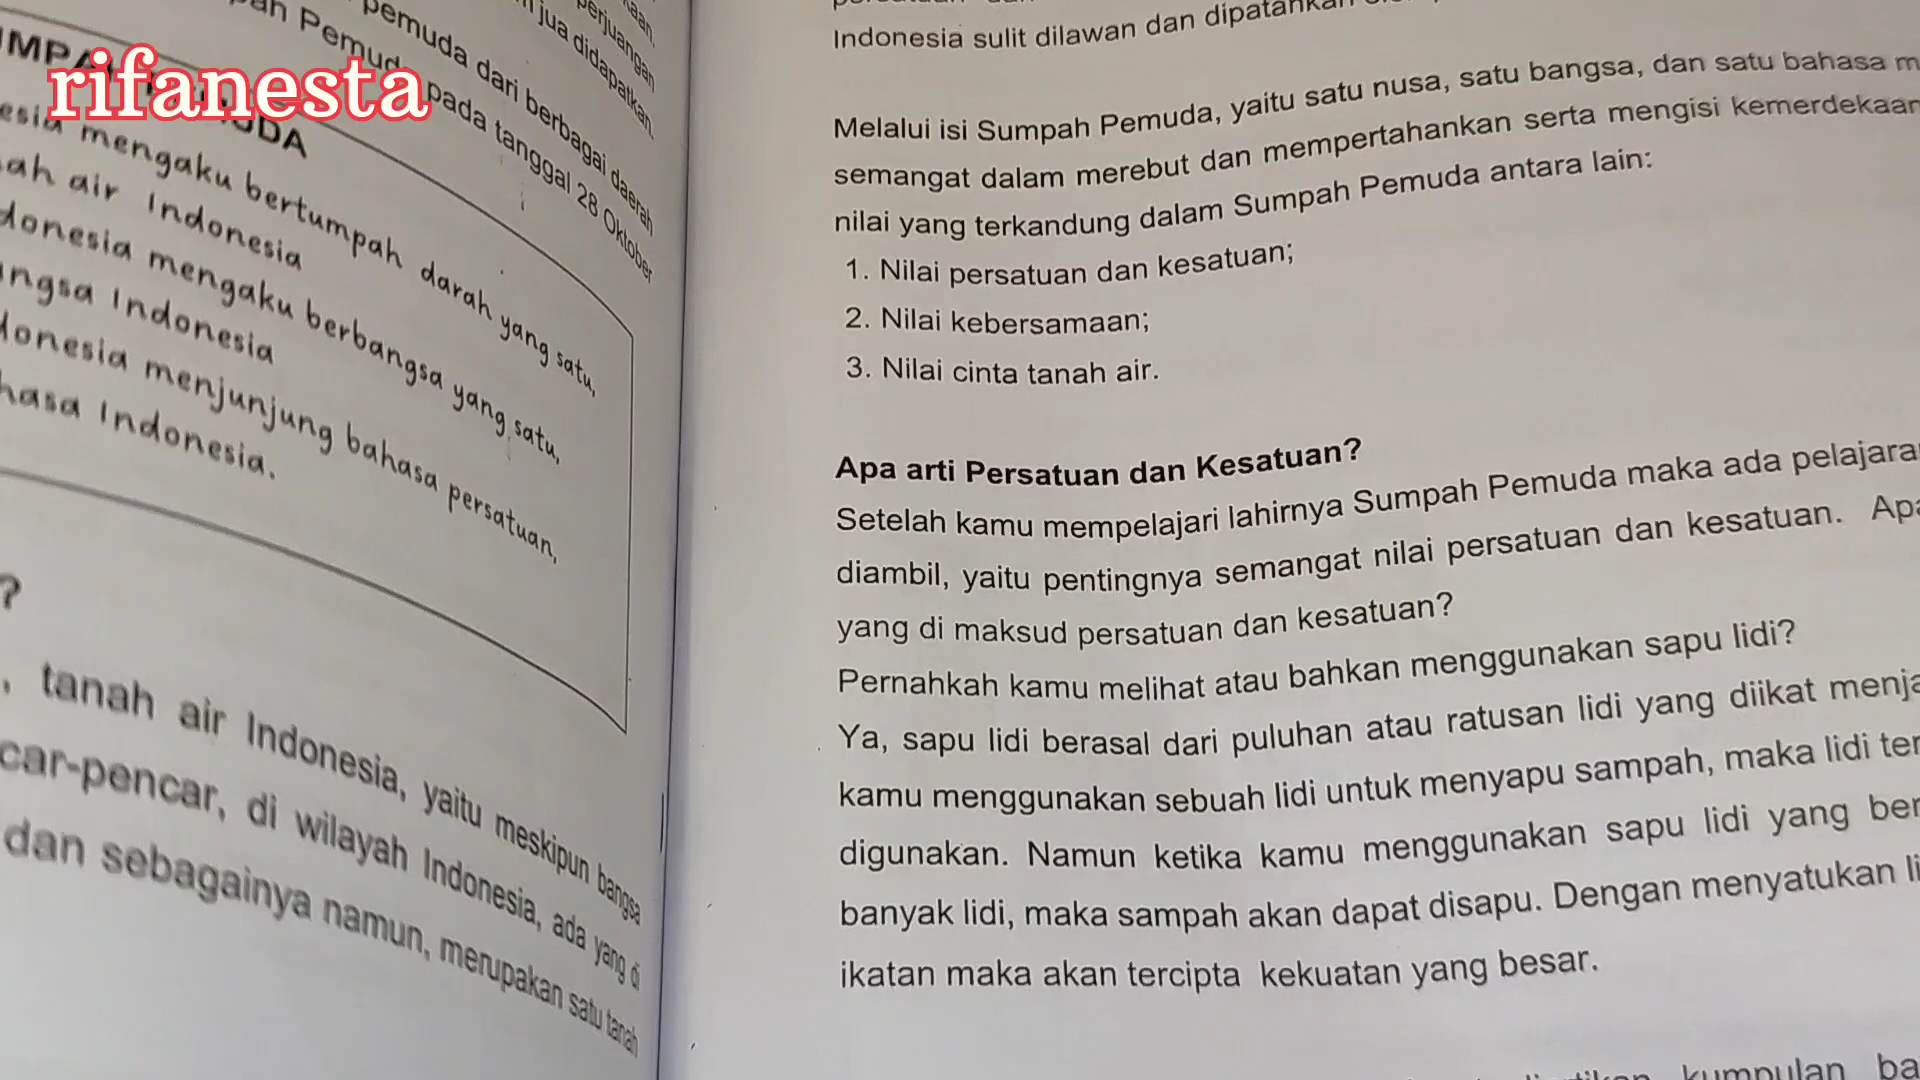 rifanesta
perjuangan
jua didapatkan.
pemuda dari berbagai daerah
Pemuda pada tanggal 28 Oktober
mengaku bertumpah darah yang satu,
air Indonesia
mengaku berbangsa yang satu,
Indonesia
menjunjung bahasa persatuan,
Indonesia.
?
, tanah air Indonesia, yaitu meskipun bangsa
car-pencar, di wilayah Indonesia, ada yang di
dan sebagainya namun, merupakan satu tanah
Indonesia sulit dilawan dan dipatahkan
Melalui isi Sumpah Pemuda, yaitu satu nusa, satu bangsa, dan satu bahasa
semangat dalam merebut dan mempertahankan serta mengisi kemerdekaan
nilai yang terkandung dalam Sumpah Pemuda antara lain:
1. Nilai persatuan dan kesatuan;
2. Nilai kebersamaan;
3. Nilai cinta tanah air.
Apa arti Persatuan dan Kesatuan?
Setelah kamu mempelajari lahirnya Sumpah Pemuda maka ada pelajara
diambil, yaitu pentingnya semangat nilai persatuan dan kesatuan. Apa
yang di maksud persatuan dan kesatuan?
Pernahkah kamu melihat atau bahkan menggunakan sapu lidi?
Ya, sapu lidi berasal dari puluhan atau ratusan lidi yang diikat menja
kamu menggunakan sebuah lidi untuk menyapu sampah, maka lidi ter
digunakan. Namun ketika kamu menggunakan sapu lidi yang ber
banyak lidi, maka sampah akan dapat disapu. Dengan menyatukan li
ikatan maka akan tercipta kekuatan yang besar.
kumpulan ba